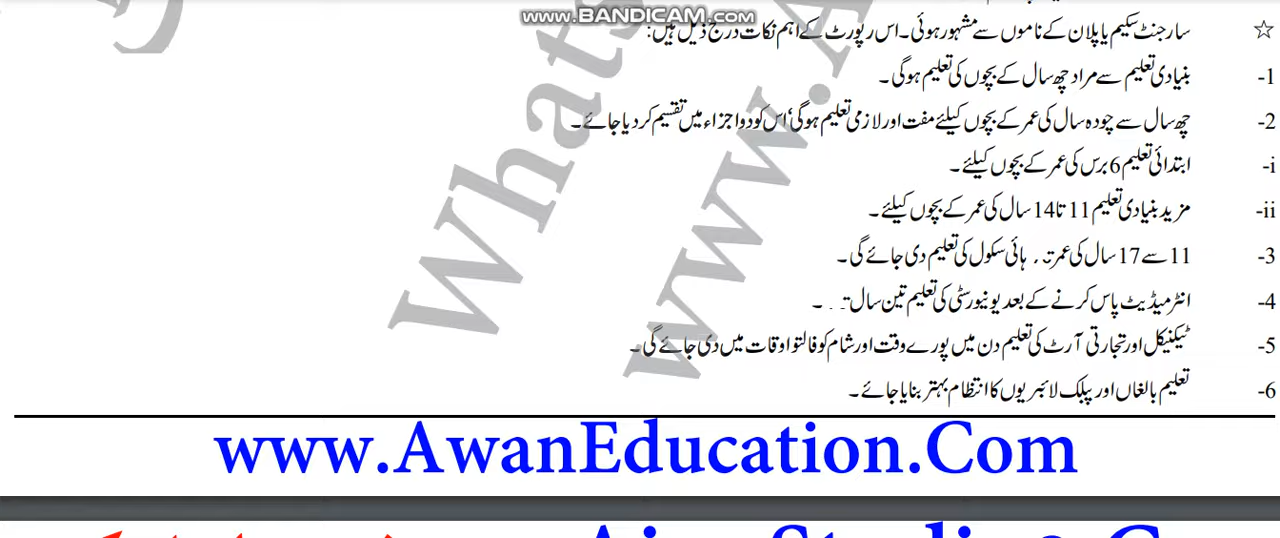 www.BANDICAM.com
☆ سارجنٹ سکیم یا پلان کے ناموں سے مشہور ہوئی۔ اس رپورٹ کے اہم نکات درج ذیل ہیں:
1- بنیادی تعلیم سے مراد چھ سال کے بچوں کی تعلیم ہوگی۔
2- چھ سال سے چودہ سال کی عمر کے بچوں کیلئے مفت اور لازمی تعلیم ہوگی‘ اس کو دو اجزاء میں تقسیم کر دیا جائے۔
i- ابتدائی تعلیم 6 برس کی عمر کے بچوں کیلئے۔
ii- مزید بنیادی تعلیم 11 تا 14 سال کی عمر کے بچوں کیلئے۔
3- 11 سے 17 سال کی عمر ہائی سکول کی تعلیم دی جائے گی۔
4- انٹرمیڈیٹ پاس کرنے کے بعد یونیورسٹی کی تعلیم تین سال ۔
5- ٹیکنیکل اور تجارتی آرٹ کی تعلیم دن میں پورے وقت اور شام کو فالتو اوقات میں دی جائے گی۔
6- تعلیم بالغاں اور پبلک لائبریوں کا انتظام بہتر بنایا جائے۔
Whats
www.A
www.AwanEducation.Com